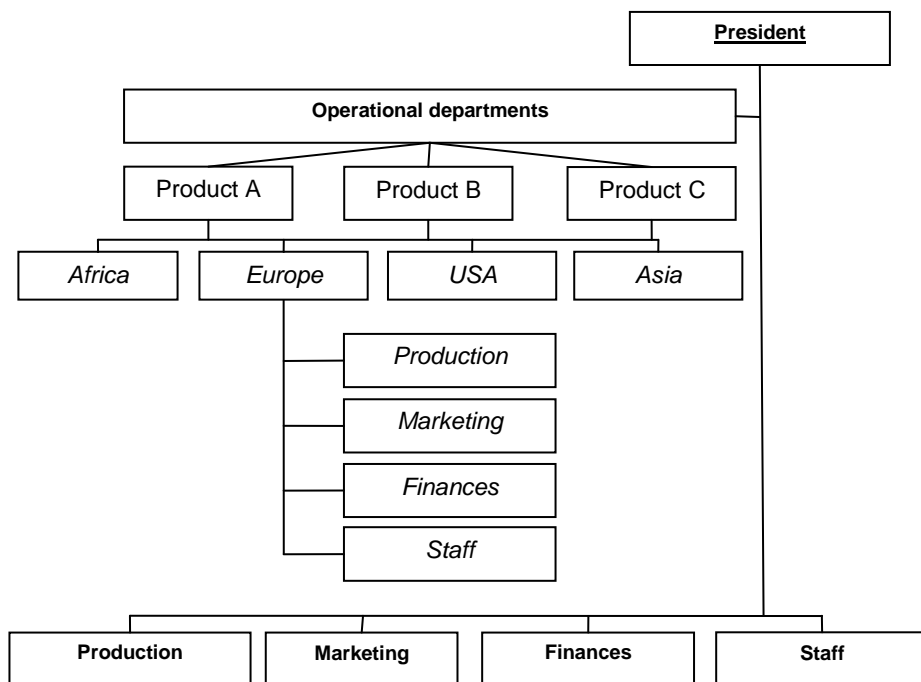 President
Operational departments
Product A
Product B
Product C
Africa
Europe
USA
Asia
Production
Marketing
Finances
Staff
Production
Marketing
Finances
Staff